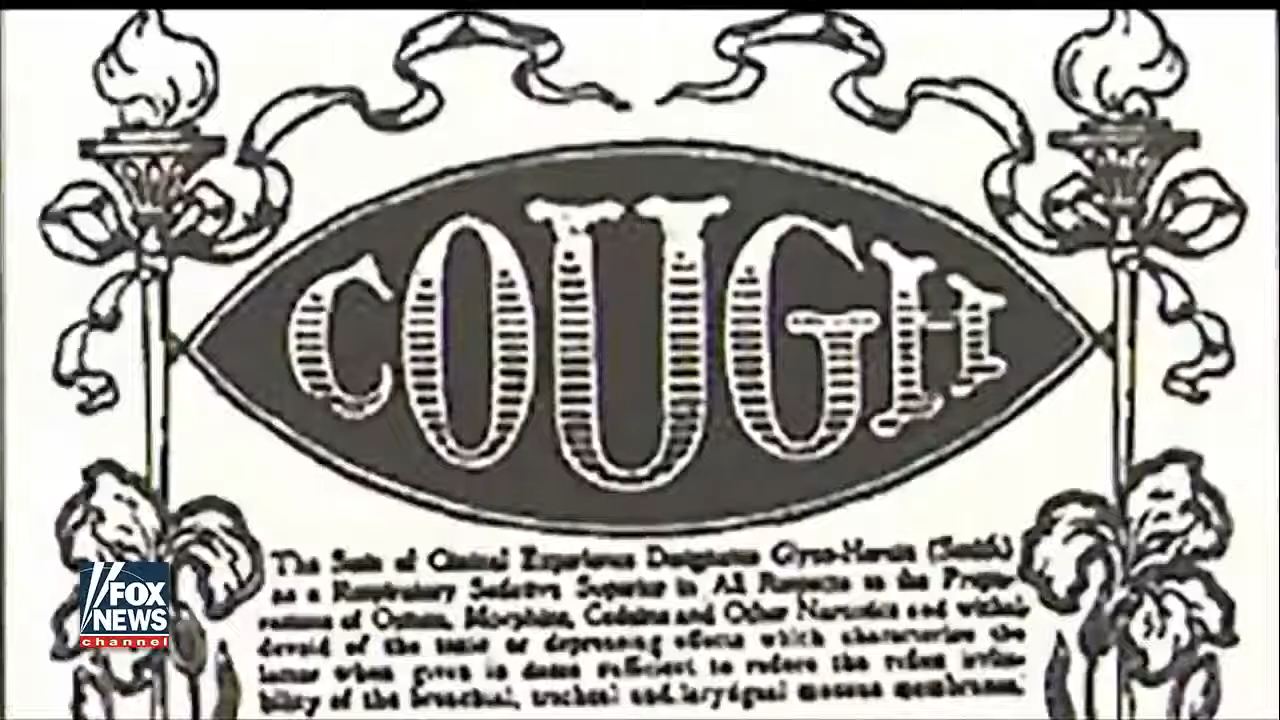 COUGH
The Sum of Clinical Experience Designates Glyco-Heroin (Smith)
as a Respiratory Sedative Superior in All Respects to the Prepa-
rations of Opium, Morphine, Codeine and Other Narcotics and withal
devoid of the toxic or depressing effects which characterize the
latter when given in doses sufficient to reduce the reflex irrita-
bility of the bronchial, tracheal and laryngeal mucous membranes.
FOX
NEWS
channel